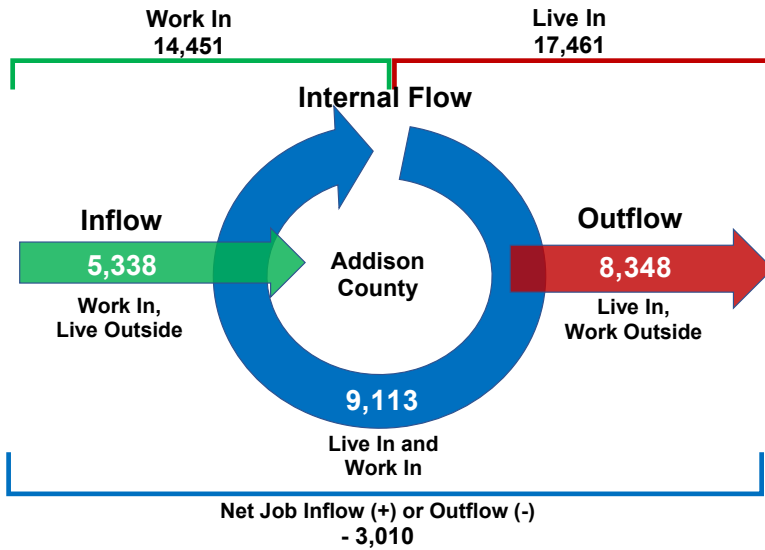 Work In
14,451
Live In
17,461
Internal Flow
Inflow
5,338
Work In,
Live Outside
Addison
County
Outflow
8,348
Live In,
Work Outside
9,113
Live In and
Work In
Net Job Inflow (+) or Outflow (-)
- 3,010